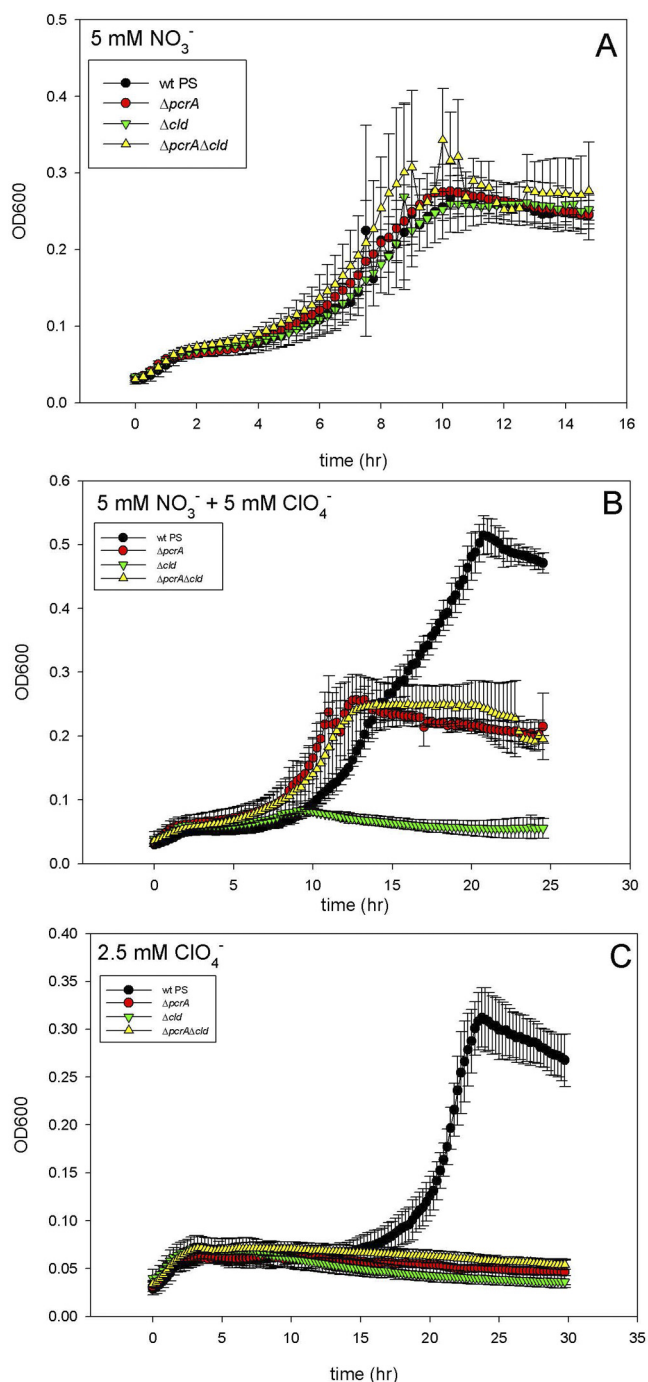 5 mM NO₃⁻
A
wt PS
ΔpcrA
Δcld
ΔpcrAΔcld
0.5
0.4
0.3
0.2
0.1
0.0
OD600
0 2 4 6 8 10 12 14 16
time (hr)
5 mM NO₃⁻ + 5 mM ClO₄⁻
B
wt PS
ΔpcrA
Δcld
ΔpcrAΔcld
0.6
0.5
0.4
0.3
0.2
0.1
0.0
OD600
0 5 10 15 20 25 30
time (hr)
2.5 mM ClO₄⁻
C
wt PS
ΔpcrA
Δcld
ΔpcrAΔcld
0.40
0.35
0.30
0.25
0.20
0.15
0.10
0.05
0.00
OD600
0 5 10 15 20 25 30 35
time (hr)